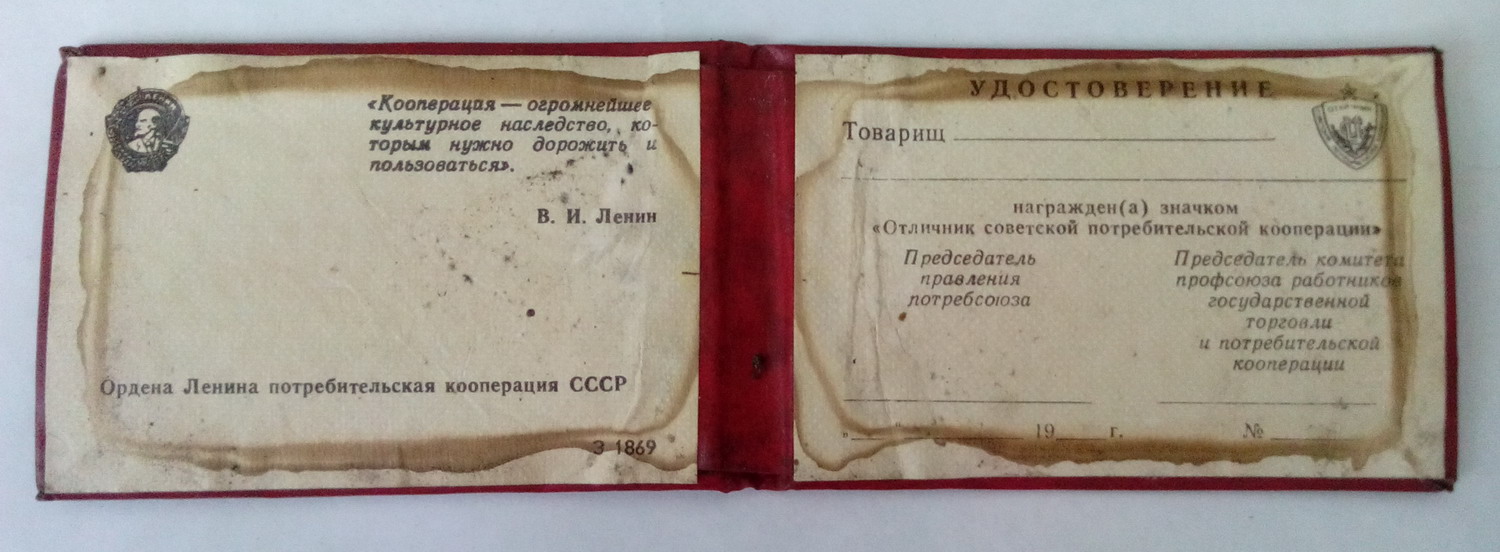 «Кооперация — огромнейшее
культурное наследство, ко-
торым нужно дорожить и
пользоваться».
В. И. Ленин
Ордена Ленина потребительская кооперация СССР
З 1869
УДОСТОВЕРЕНИЕ
Товарищ
награжден(а) значком
«Отличник советской потребительской кооперации»
Председатель
правления
потребсоюза
Председатель комитета
профсоюза работников
государственной
торговли
и потребительской
кооперации
„ “ 19 г. №